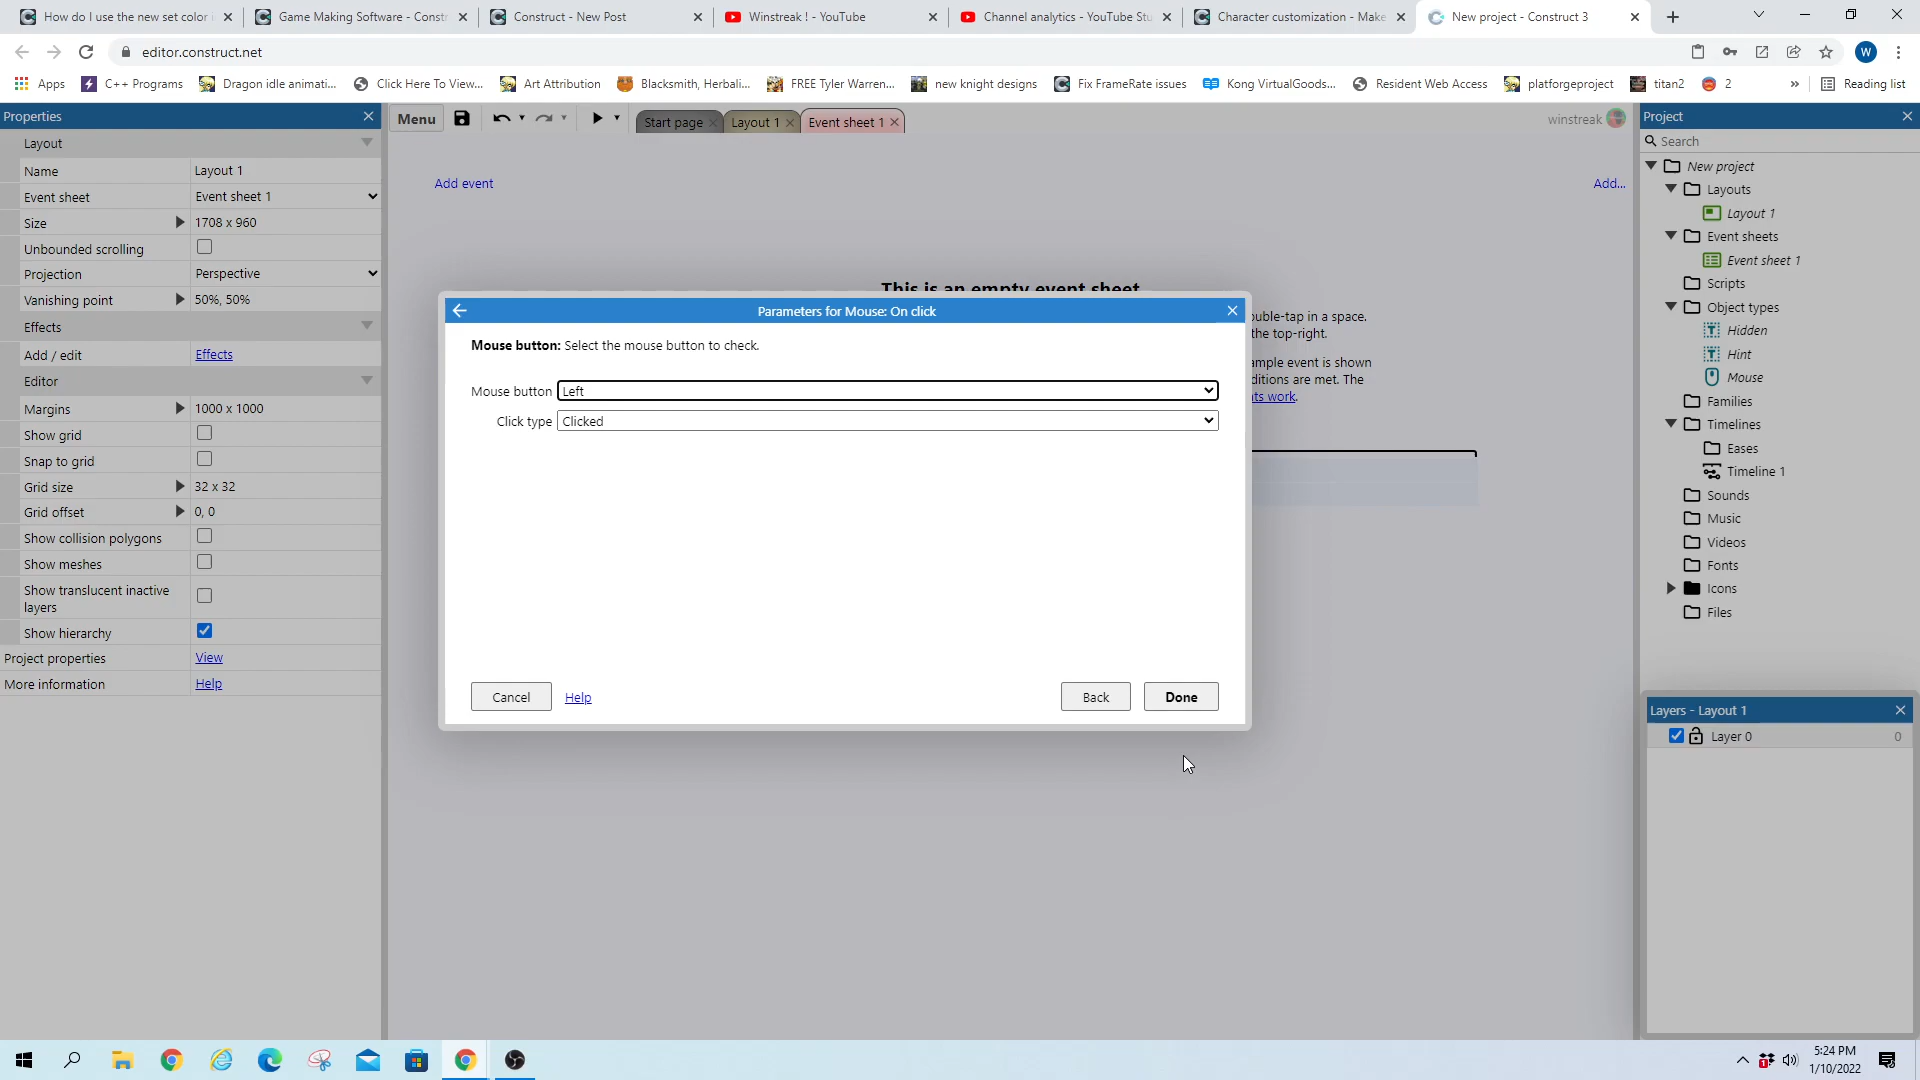 How do I use the new set color i
Game Making Software - Constr
Construct - New Post
Winstreak ! - YouTube
Channel analytics - YouTube Stu
Character customization - Make
New project - Construct 3
editor.construct.net
W
Apps
C++ Programs
Dragon idle animati...
Click Here To View...
Art Attribution
Blacksmith, Herbali...
FREE Tyler Warren...
new knight designs
Fix FrameRate issues
Kong VirtualGoods...
Resident Web Access
platforgeproject
titan2
2
»
Reading list
Properties
Menu
Start page
Layout 1
Event sheet 1
winstreak
Project
Search
Layout
Name
Layout 1
Event sheet
Event sheet 1
Size
1708 x 960
Unbounded scrolling
Projection
Perspective
Vanishing point
50%, 50%
Effects
Add / edit
Effects
Editor
Margins
1000 x 1000
Show grid
Snap to grid
Grid size
32 x 32
Grid offset
0, 0
Show collision polygons
Show meshes
Show translucent inactive
layers
Show hierarchy
Project properties
View
More information
Help
Add event
Add...
This is an empty event sheet
ouble-tap in a space.
the top-right.
ample event is shown
ditions are met. The
ts work.
Parameters for Mouse: On click
Mouse button: Select the mouse button to check.
Mouse button
Left
Click type
Clicked
Cancel
Help
Back
Done
New project
Layouts
Layout 1
Event sheets
Event sheet 1
Scripts
Object types
Hidden
Hint
Mouse
Families
Timelines
Eases
Timeline 1
Sounds
Music
Videos
Fonts
Icons
Files
Layers - Layout 1
Layer 0
0
5:24 PM
1/10/2022